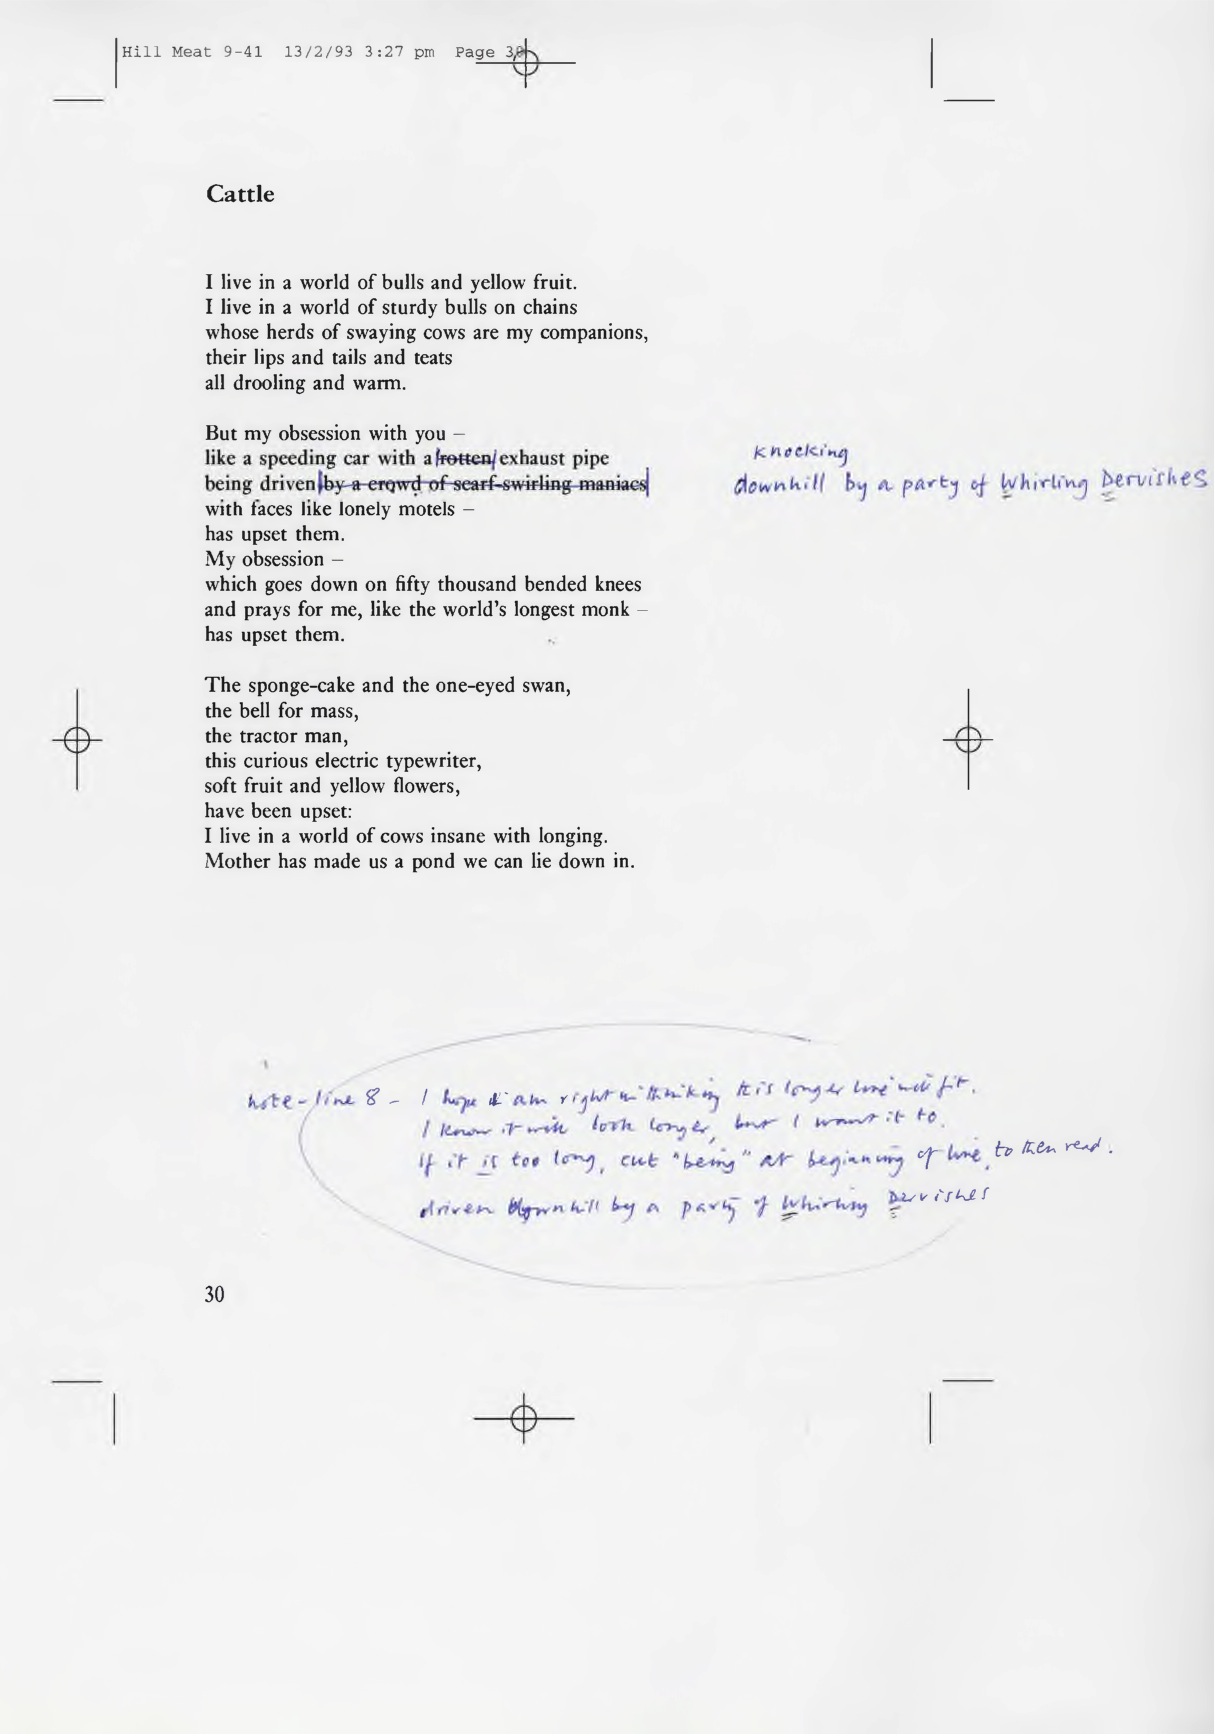 Hill Meat 9-41 13/2/93 3:27 pm Page 30
Cattle
I live in a world of bulls and yellow fruit.
I live in a world of sturdy bulls on chains
whose herds of swaying cows are my companions,
their lips and tails and teats
all drooling and warm.
But my obsession with you –
like a speeding car with a rotten exhaust pipe
knocking
being driven by a crowd of scarf-swirling maniacs
downhill by a party of Whirling Dervishes
with faces like lonely motels –
has upset them.
My obsession –
which goes down on fifty thousand bended knees
and prays for me, like the world's longest monk –
has upset them.
The sponge-cake and the one-eyed swan,
the bell for mass,
the tractor man,
this curious electric typewriter,
soft fruit and yellow flowers,
have been upset:
I live in a world of cows insane with longing.
Mother has made us a pond we can lie down in.
note - line 8 - I hope I am right in thinking this longer line will fit.
I know it will look longer, but I want it to.
If it is too long, cut "being" at beginning of line, to then read.
driven downhill by a party of Whirling Dervishes
30